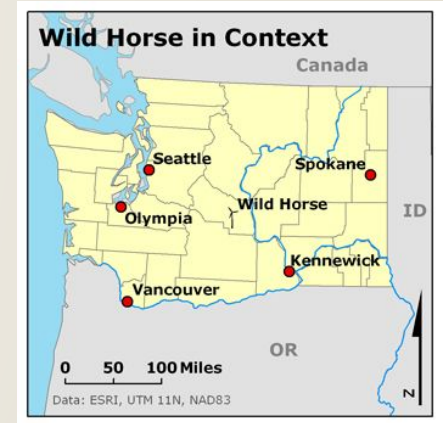 Wild Horse in Context
Canada
Seattle
Spokane
Wild Horse
ID
Olympia
Kennewick
Vancouver
OR
0 50 100 Miles
Data: ESRI, UTM 11N, NAD83
N